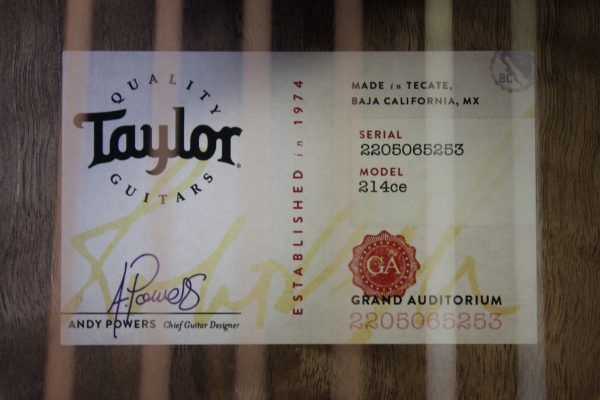 QUALITY
Taylor
GUITARS
ANDY POWERS Chief Guitar Designer
ESTABLISHED in 1974
MADE in TECATE,
BAJA CALIFORNIA, MX
BC
SERIAL
2205065253
MODEL
214ce
GA
GRAND AUDITORIUM
2205065253
A. Powers